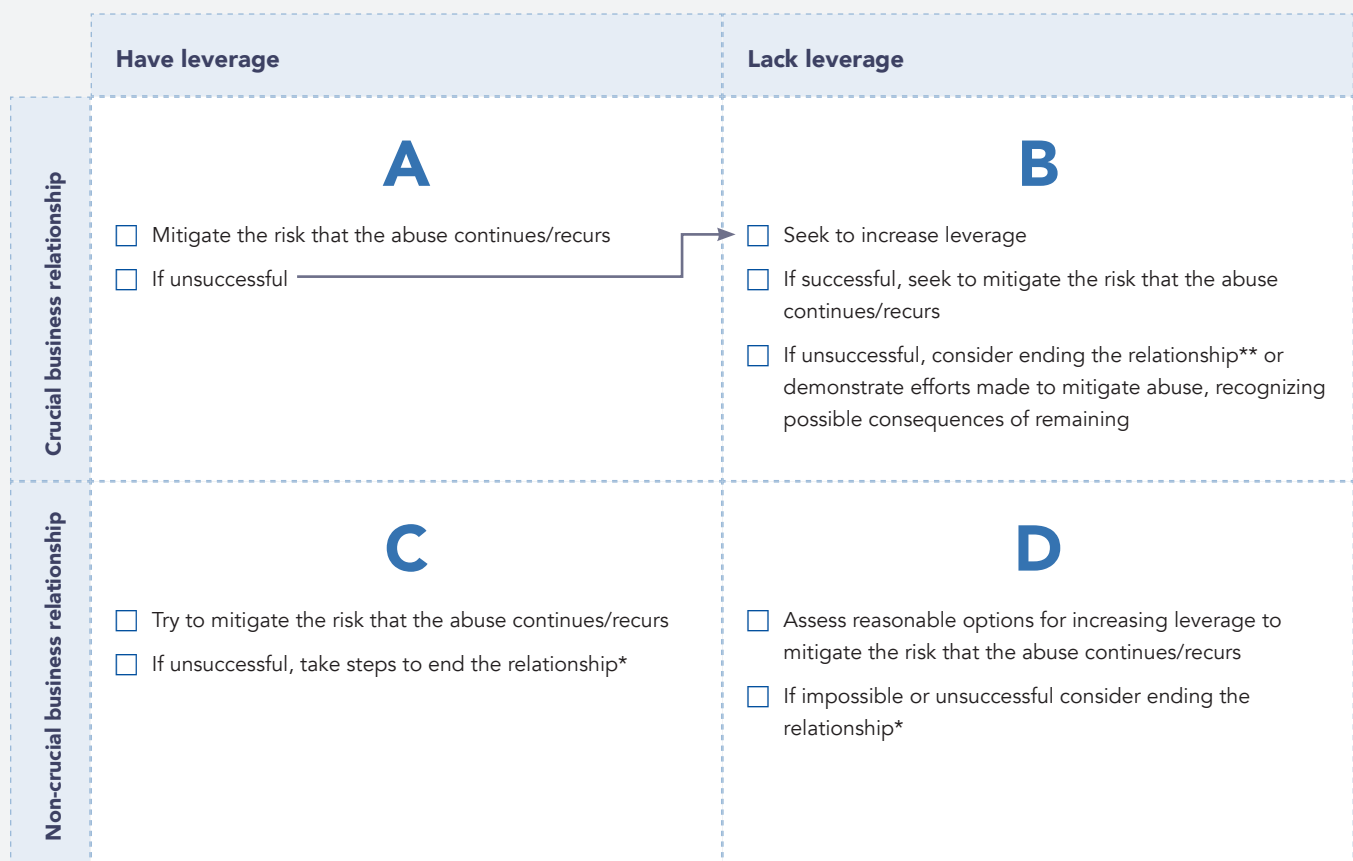 Have leverage
Lack leverage
Crucial business relationship
A
Mitigate the risk that the abuse continues/recurs
If unsuccessful
B
Seek to increase leverage
If successful, seek to mitigate the risk that the abuse
continues/recurs
If unsuccessful, consider ending the relationship** or
demonstrate efforts made to mitigate abuse, recognizing
possible consequences of remaining
Non-crucial business relationship
C
Try to mitigate the risk that the abuse continues/recurs
If unsuccessful, take steps to end the relationship*
D
Assess reasonable options for increasing leverage to
mitigate the risk that the abuse continues/recurs
If impossible or unsuccessful consider ending the
relationship*